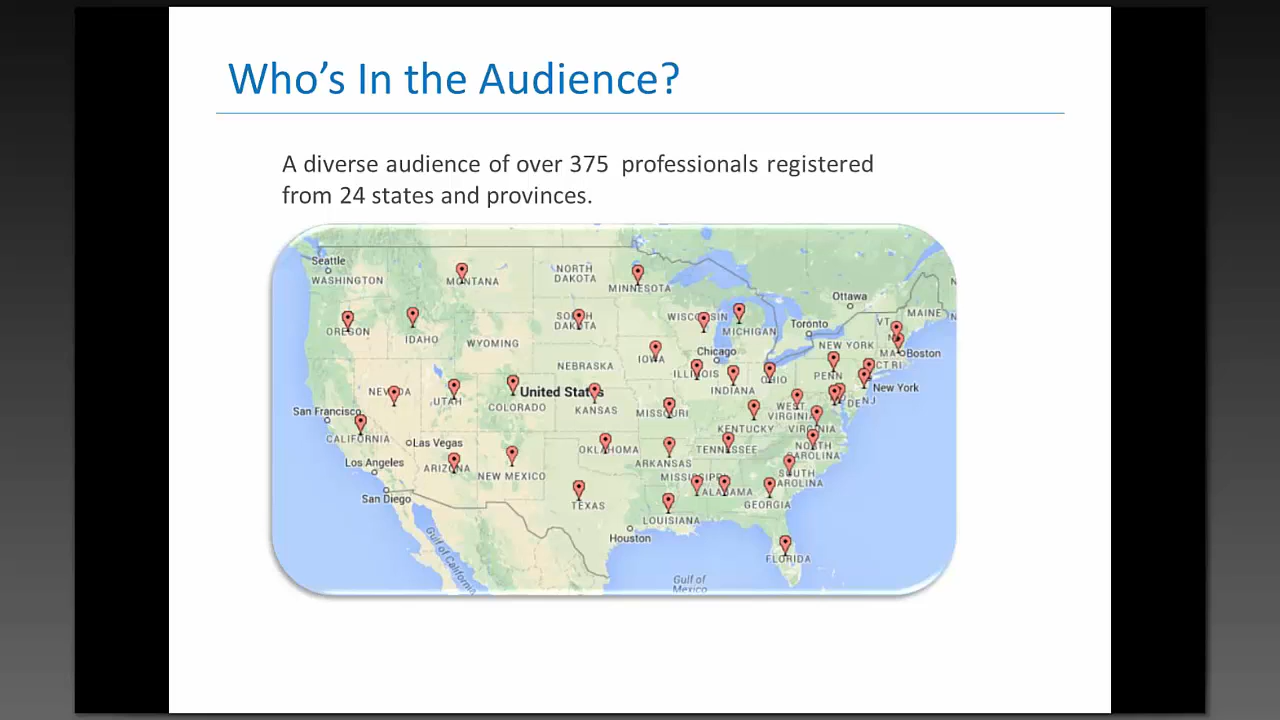 Who's In the Audience?
A diverse audience of over 375 professionals registered
from 24 states and provinces.
Seattle
WASHINGTON
MONTANA
NORTH
DAKOTA
MINNESOTA
Ottawa
MAINE
OREGON
IDAHO
WYOMING
SOUTH
DAKOTA
WISCONSIN
MICHIGAN
Toronto
VT
NEW YORK
MA
Boston
CT RI
NEBRASKA
IOWA
Chicago
ILLINOIS
INDIANA
OHIO
PENN
New York
NEVADA
UTAH
COLORADO
United States
KANSAS
MISSOURI
WEST
VIRGINIA
DE
NJ
San Francisco
CALIFORNIA
Las Vegas
KENTUCKY
VIRGINIA
Los Angeles
ARIZONA
NEW MEXICO
OKLAHOMA
ARKANSAS
TENNESSEE
NORTH
CAROLINA
San Diego
TEXAS
MISSISSIPPI
ALABAMA
GEORGIA
SOUTH
CAROLINA
LOUISIANA
Houston
FLORIDA
Gulf of California
Gulf of
Mexico